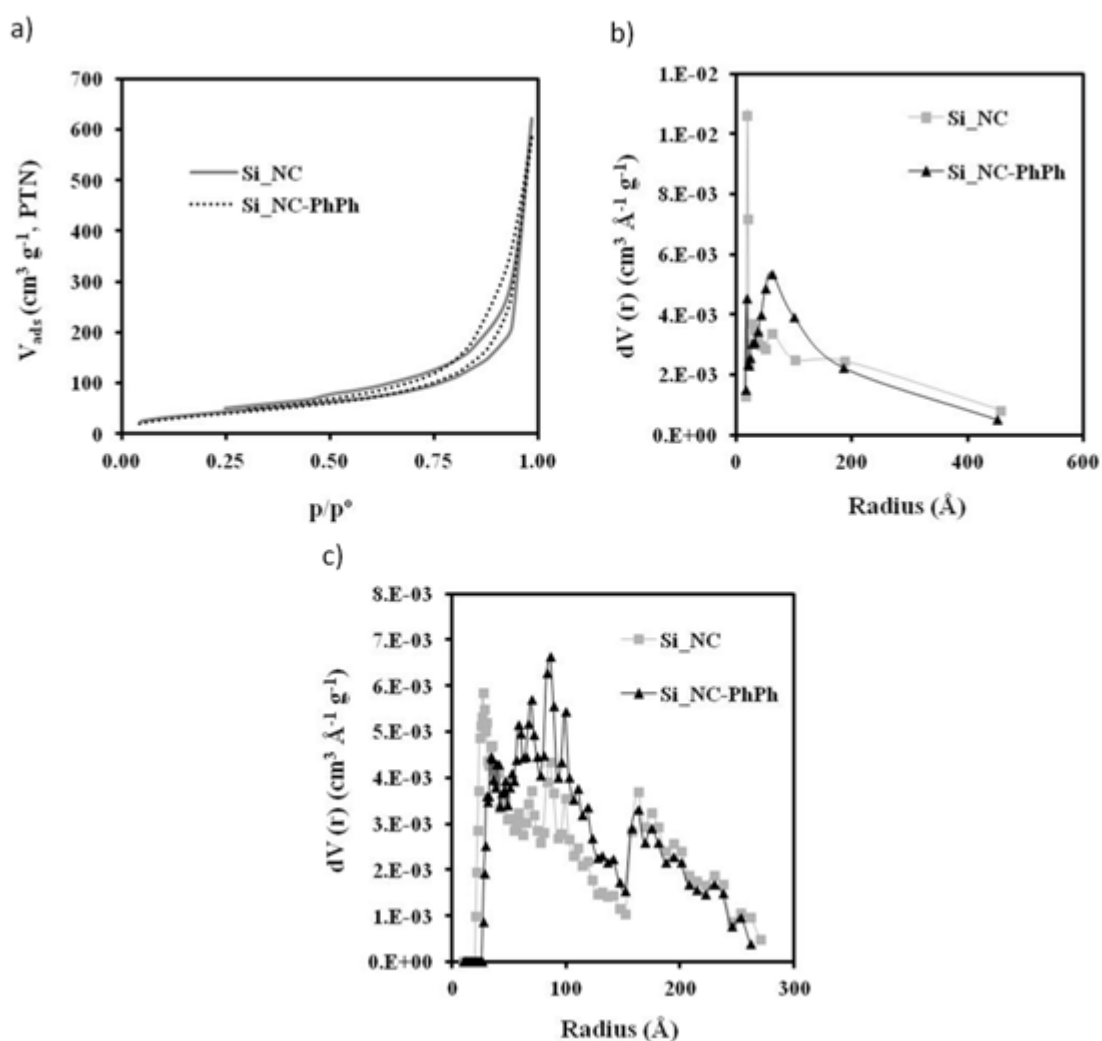 a)
700
600
500
400
300
200
100
0
V_ads (cm³ g⁻¹, PTN)
Si_NC
Si_NC-PhPh
0.00 0.25 0.50 0.75 1.00
p/pº
b)
1.E-02
1.E-02
8.E-03
6.E-03
4.E-03
2.E-03
0.E+00
dV (r) (cm³ Å⁻¹ g⁻¹)
Si_NC
Si_NC-PhPh
0 200 400 600
Radius (Å)
c)
8.E-03
7.E-03
6.E-03
5.E-03
4.E-03
3.E-03
2.E-03
1.E-03
0.E+00
dV (r) (cm³ Å⁻¹ g⁻¹)
Si_NC
Si_NC-PhPh
0 100 200 300
Radius (Å)